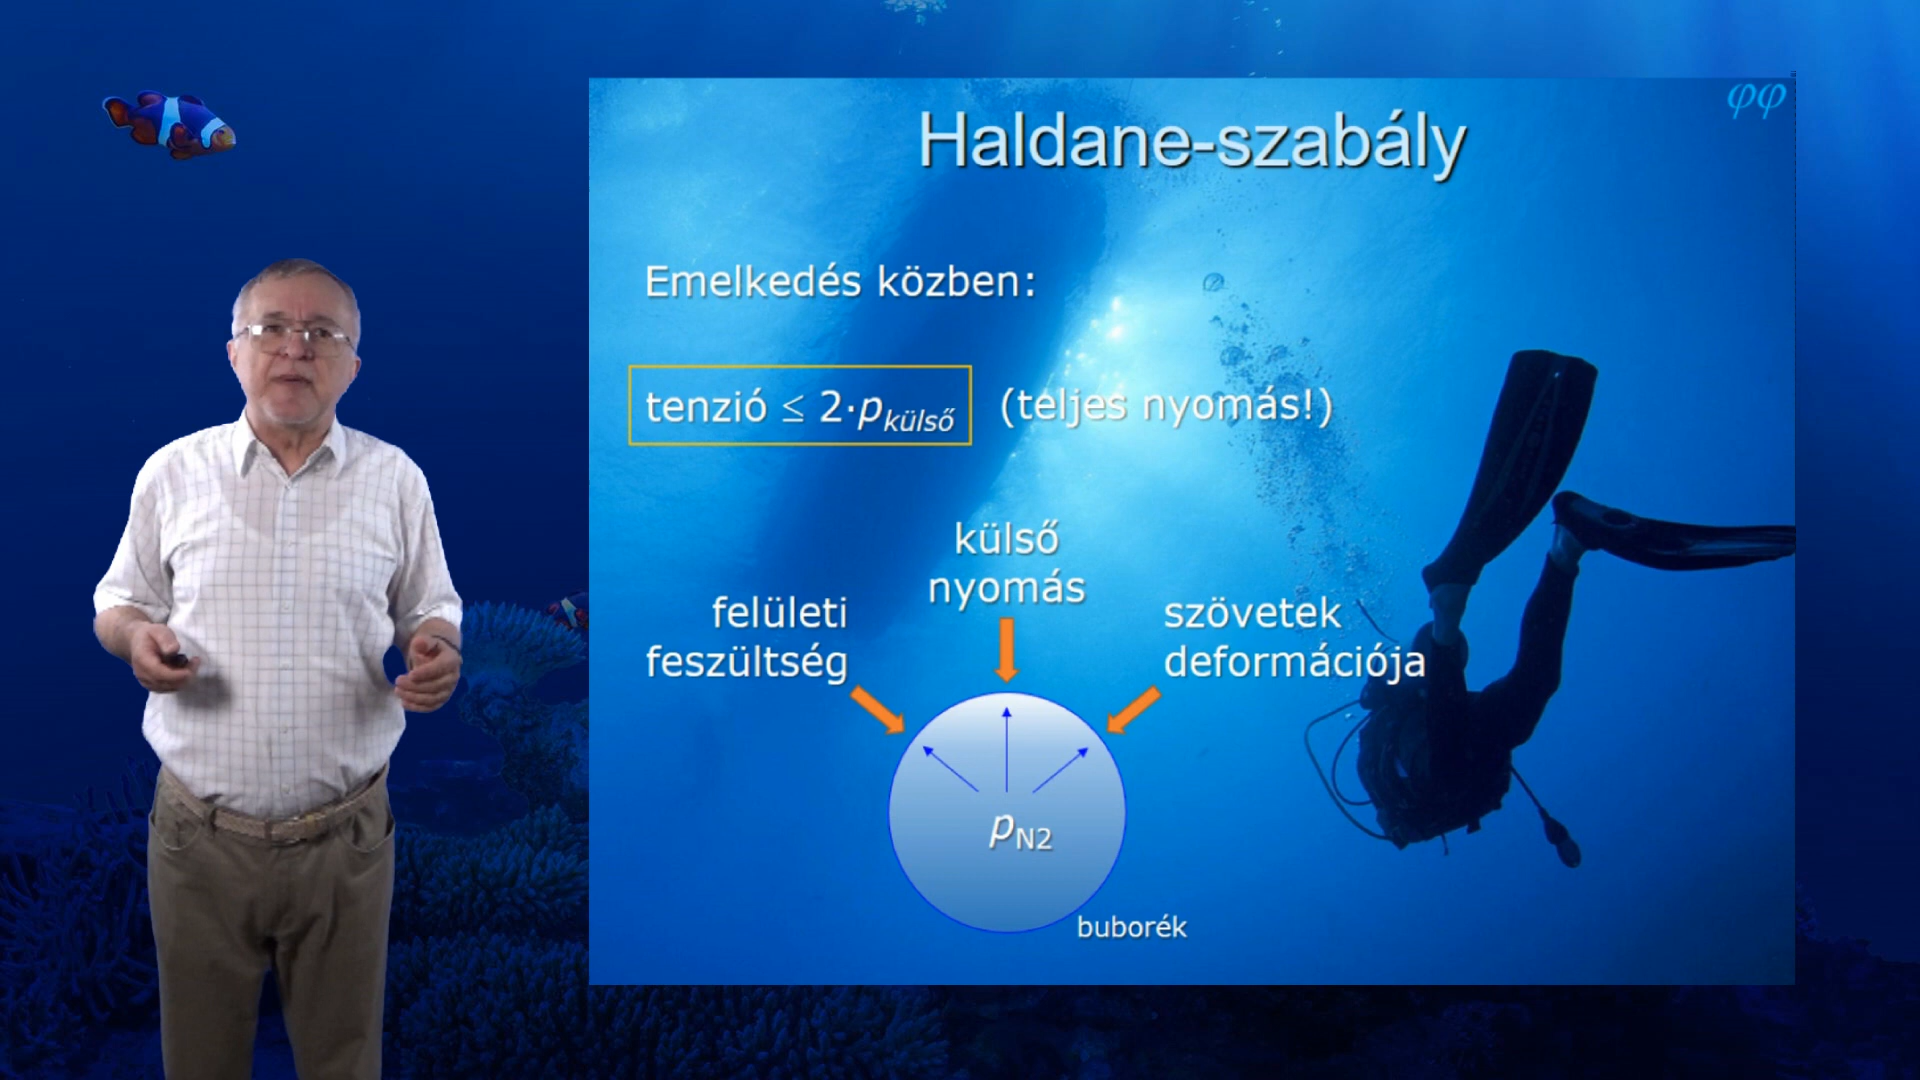 φφ
Haldane-szabály
Emelkedés közben:
tenzió ≤ 2·pkülső (teljes nyomás!)
külső
nyomás
felületi
feszültség
szövetek
deformációja
pN2
buborék